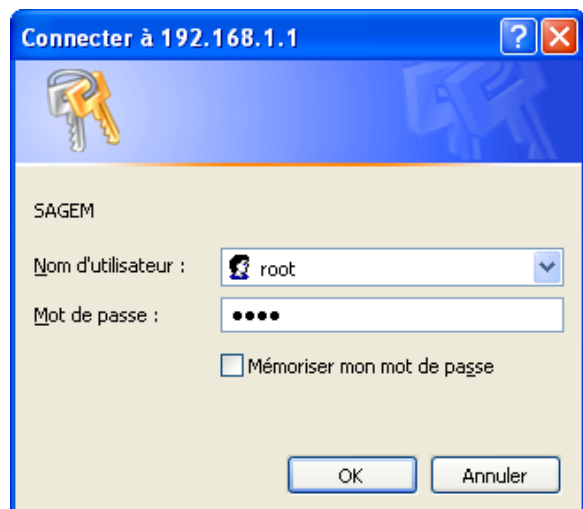 Connecter à 192.168.1.1
SAGEM
Nom d'utilisateur : root
Mot de passe : ••••
Mémoriser mon mot de passe
OK Annuler